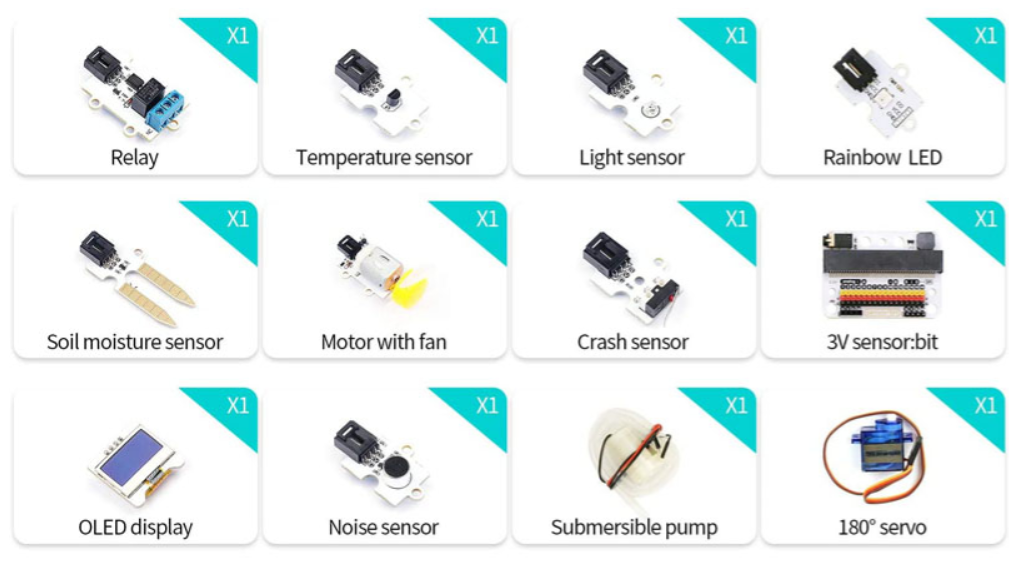 X1
X1
X1
X1
Relay
Temperature sensor
Light sensor
Rainbow LED
X1
X1
X1
X1
Soil moisture sensor
Motor with fan
Crash sensor
3V sensor:bit
X1
X1
X1
X1
OLED display
Noise sensor
Submersible pump
180° servo